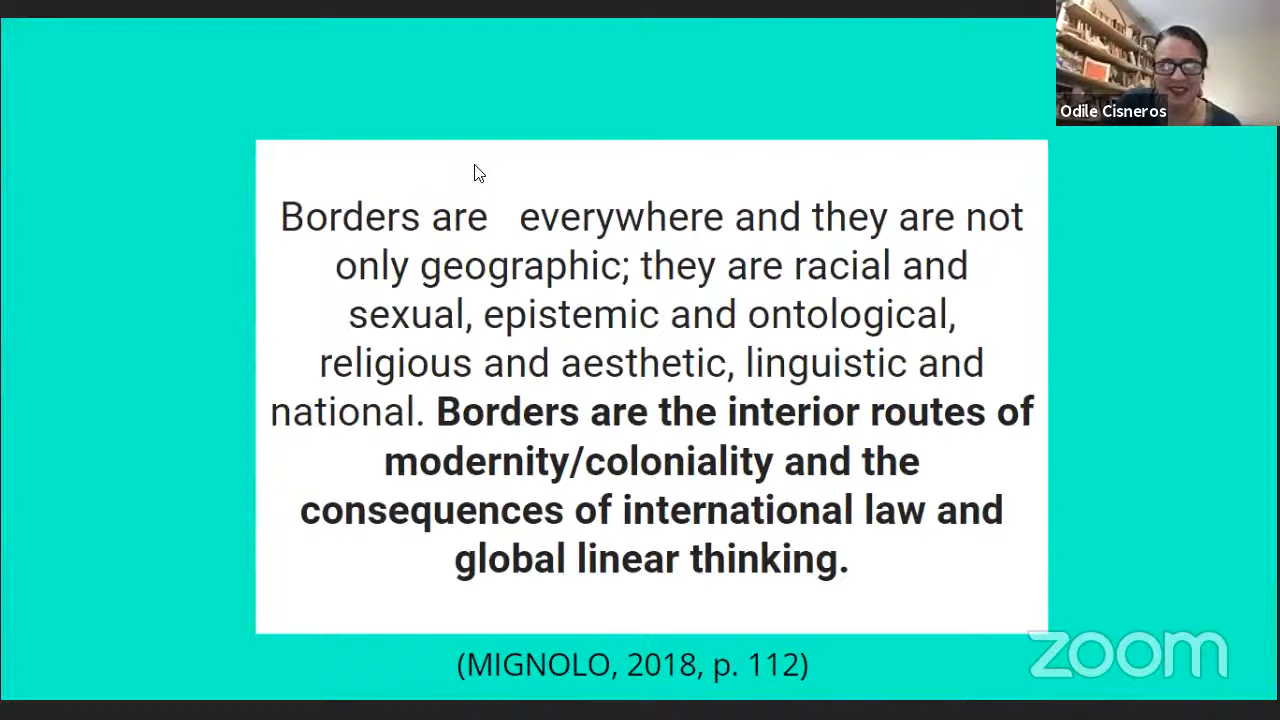 Odile Cisneros
Borders are everywhere and they are not
only geographic; they are racial and
sexual, epistemic and ontological,
religious and aesthetic, linguistic and
national. Borders are the interior routes of
modernity/coloniality and the
consequences of international law and
global linear thinking.
(MIGNOLO, 2018, p. 112)
zoom